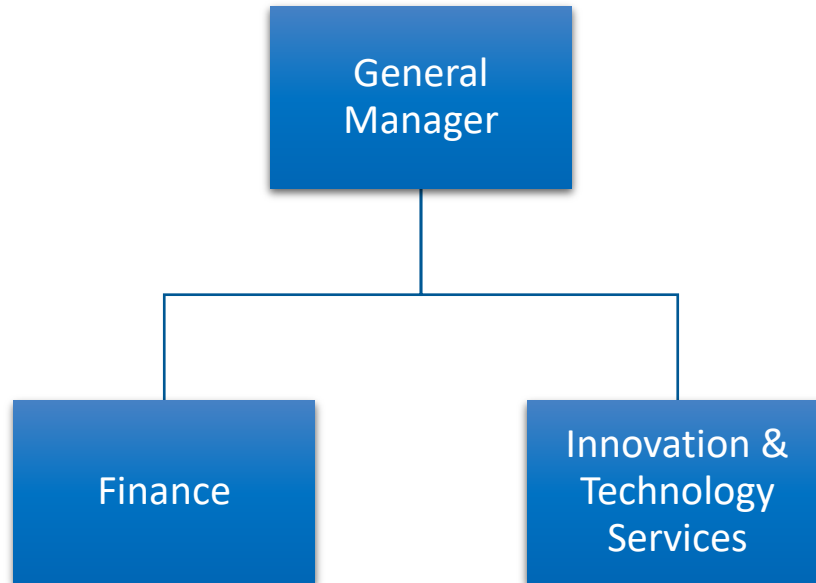 General
Manager
Finance
Innovation &
Technology
Services